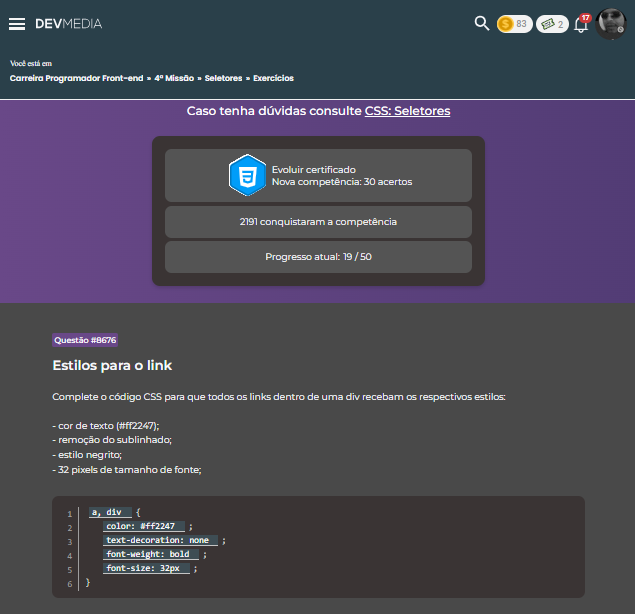 DEVMEDIA
83
2
17
Você está em
Carreira Programador Front-end » 4ª Missão » Seletores » Exercícios
Caso tenha dúvidas consulte CSS: Seletores
Evoluir certificado
Nova competência: 30 acertos
2191 conquistaram a competência
Progresso atual: 19 / 50
Questão #8676
Estilos para o link
Complete o código CSS para que todos os links dentro de uma div recebam os respectivos estilos:
- cor de texto (#ff2247);
- remoção do sublinhado;
- estilo negrito;
- 32 pixels de tamanho de fonte;
1 a, div {
2 color: #ff2247 ;
3 text-decoration: none ;
4 font-weight: bold ;
5 font-size: 32px ;
6 }